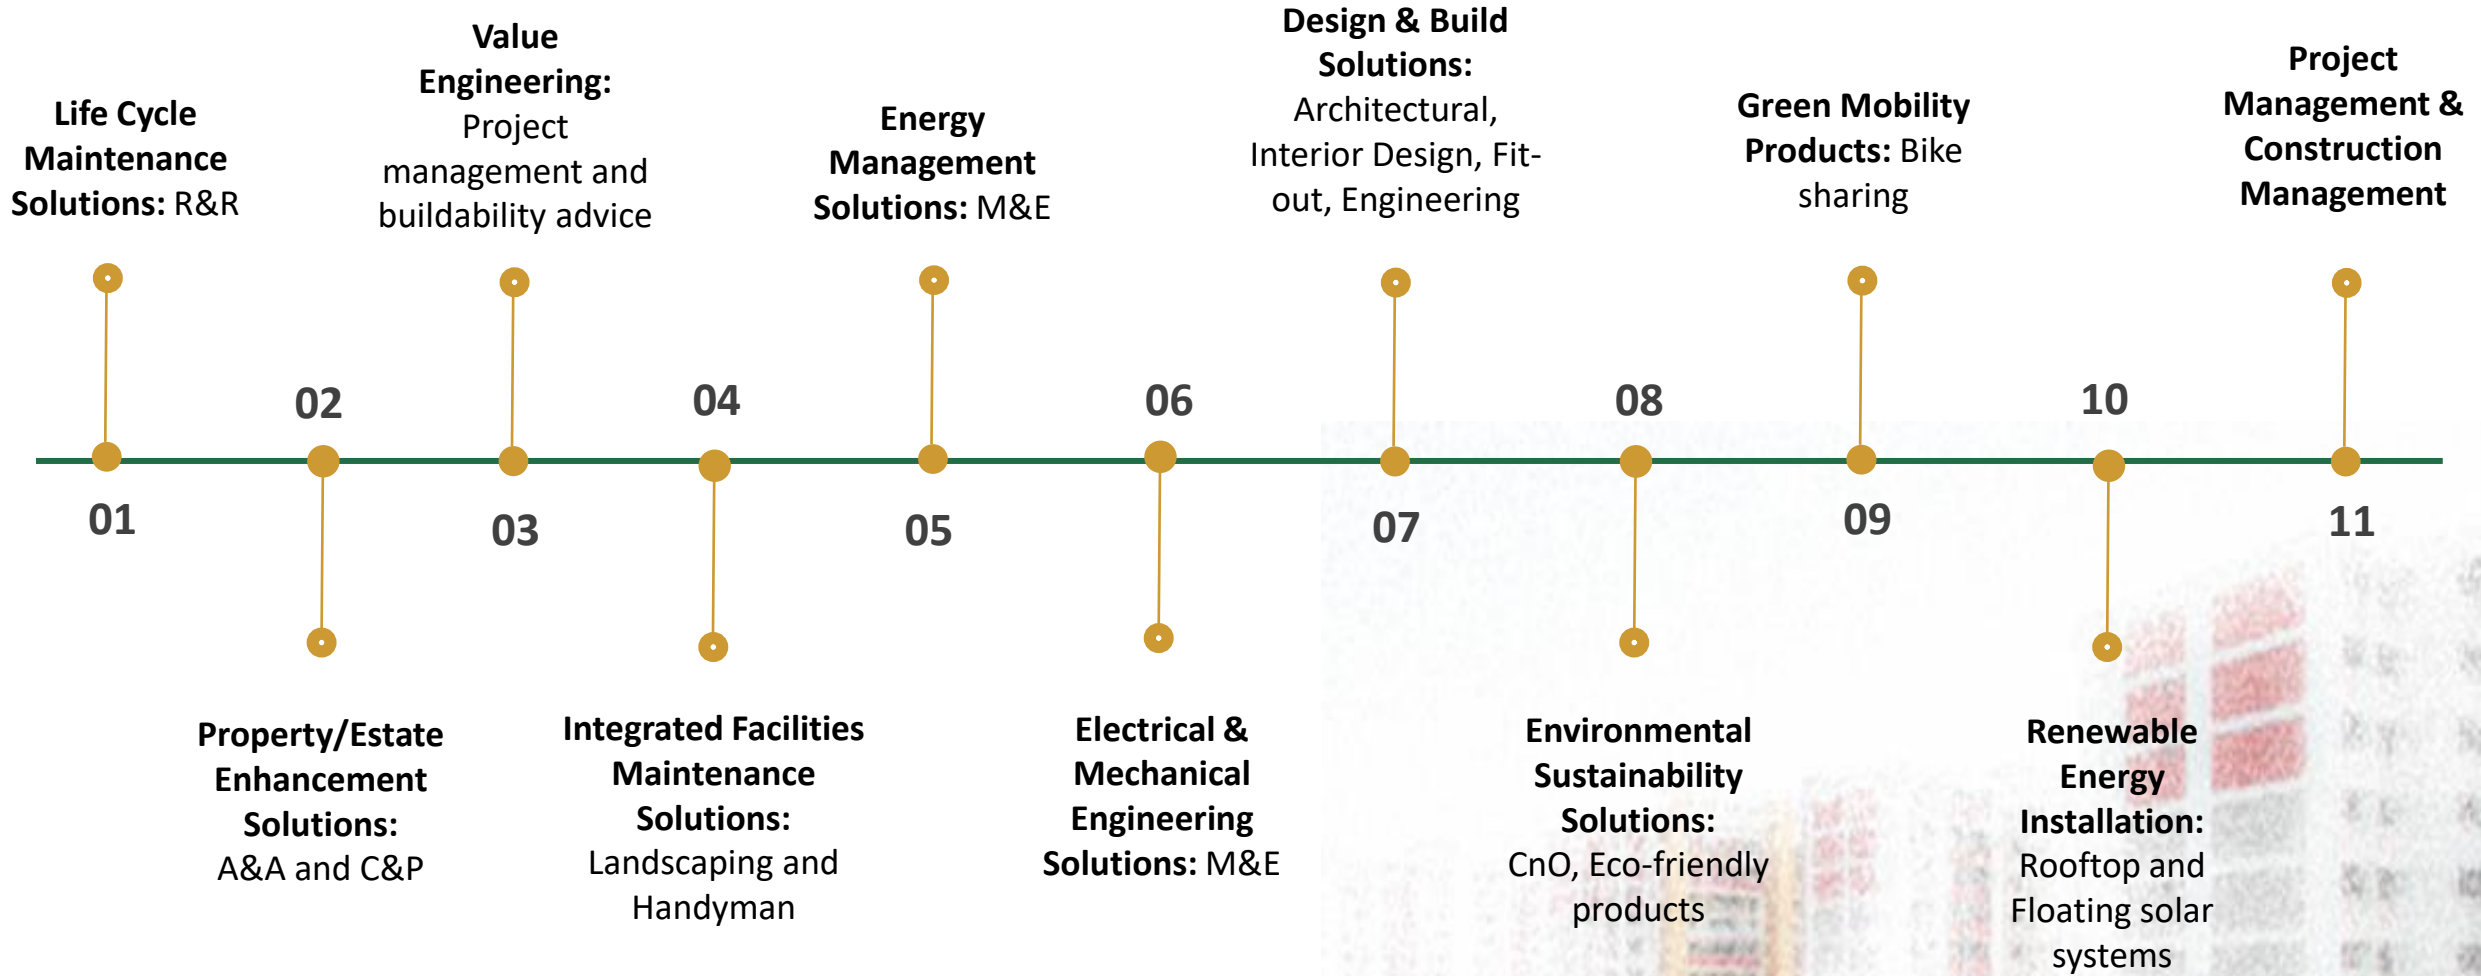 Life Cycle
Maintenance
Solutions: R&R
01
02
Property/Estate
Enhancement
Solutions:
A&A and C&P
Value
Engineering:
Project
management and
buildability advice
03
04
Integrated Facilities
Maintenance
Solutions:
Landscaping and
Handyman
Energy
Management
Solutions: M&E
05
06
Electrical &
Mechanical
Engineering
Solutions: M&E
Design & Build
Solutions:
Architectural,
Interior Design, Fit-
out, Engineering
07
08
Environmental
Sustainability
Solutions:
CnO, Eco-friendly
products
Green Mobility
Products: Bike
sharing
09
10
Renewable
Energy
Installation:
Rooftop and
Floating solar
systems
Project
Management &
Construction
Management
11